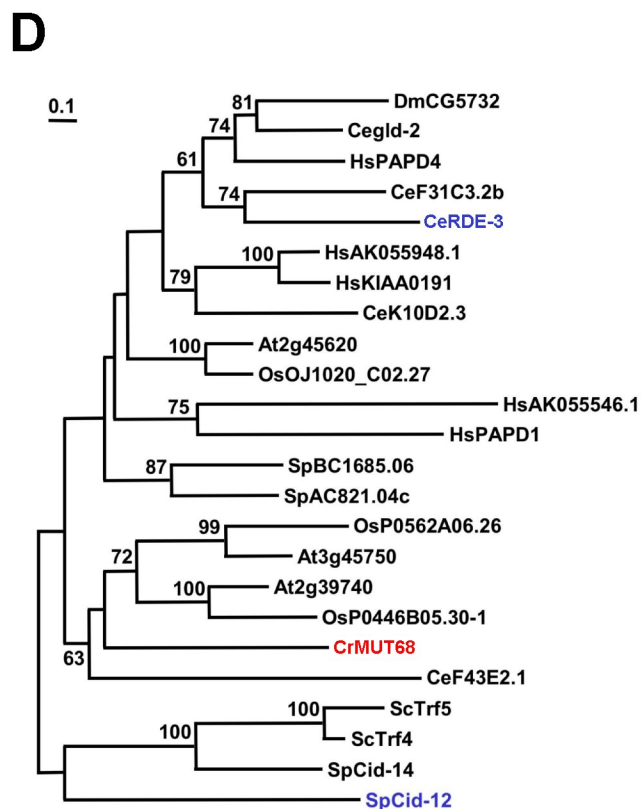 D
0.1
81
DmCG5732
74
Cegld-2
61
HsPAPD4
74
CeF31C3.2b
CeRDE-3
100
HsAK055948.1
79
HsKIAA0191
CeK10D2.3
100
At2g45620
OsOJ1020_C02.27
75
HsAK055546.1
HsPAPD1
87
SpBC1685.06
SpAC821.04c
99
OsP0562A06.26
72
At3g45750
100
At2g39740
OsP0446B05.30-1
CrMUT68
63
CeF43E2.1
100
ScTrf5
100
ScTrf4
SpCid-14
SpCid-12